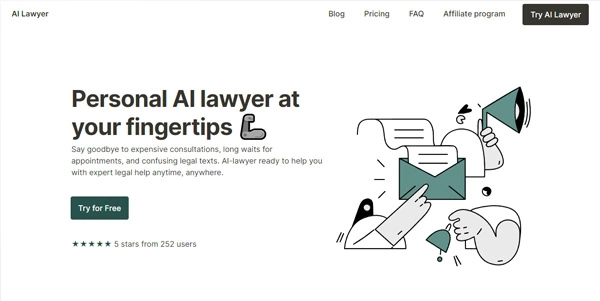 AI Lawyer
Blog Pricing FAQ Affiliate program Try AI Lawyer
Personal AI lawyer at
your fingertips 🦾
Say goodbye to expensive consultations, long waits for
appointments, and confusing legal texts. AI-lawyer ready to help you
with expert legal help anytime, anywhere.
Try for Free
★★★★★ 5 stars from 252 users